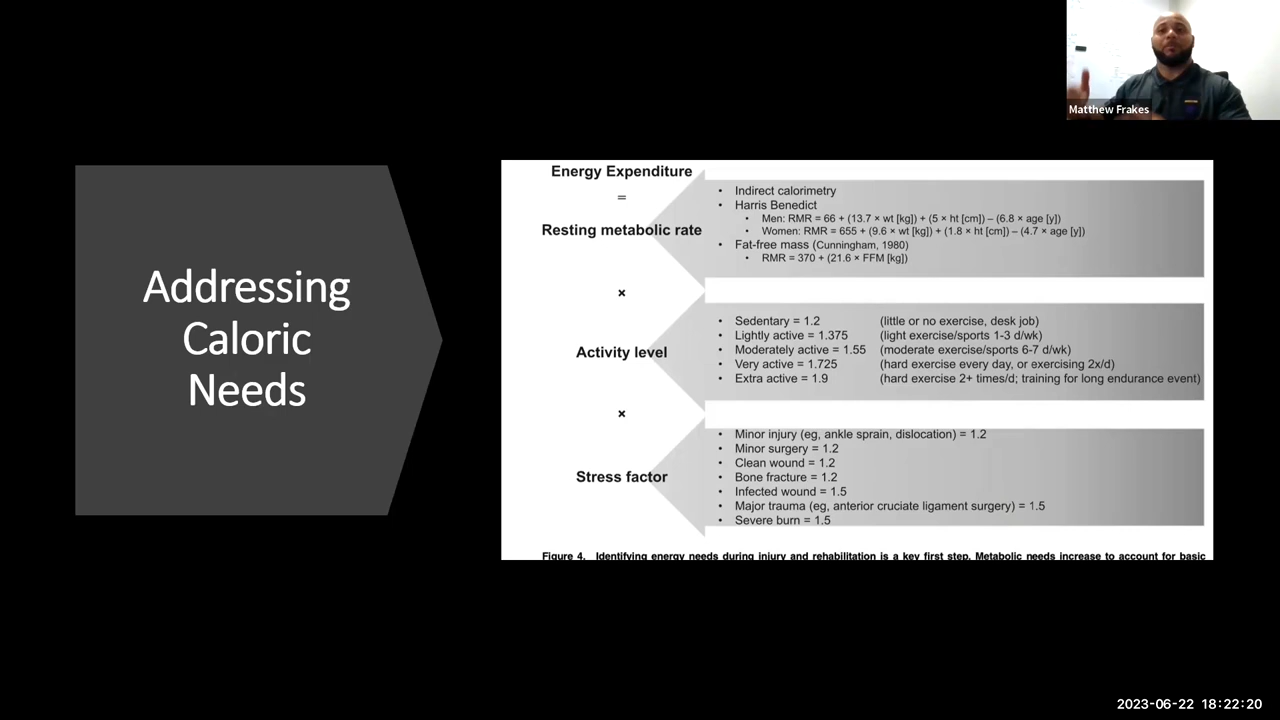 Matthew Frakes
Addressing
Caloric
Needs
Energy Expenditure
=
Resting metabolic rate
• Indirect calorimetry
• Harris Benedict
• Men: RMR = 66 + (13.7 × wt [kg]) + (5 × ht [cm]) – (6.8 × age [y])
• Women: RMR = 655 + (9.6 × wt [kg]) + (1.8 × ht [cm]) – (4.7 × age [y])
• Fat-free mass (Cunningham, 1980)
• RMR = 370 + (21.6 × FFM [kg])
×
Activity level
• Sedentary = 1.2 (little or no exercise, desk job)
• Lightly active = 1.375 (light exercise/sports 1-3 d/wk)
• Moderately active = 1.55 (moderate exercise/sports 6-7 d/wk)
• Very active = 1.725 (hard exercise every day, or exercising 2x/d)
• Extra active = 1.9 (hard exercise 2+ times/d; training for long endurance event)
×
Stress factor
• Minor injury (eg, ankle sprain, dislocation) = 1.2
• Minor surgery = 1.2
• Clean wound = 1.2
• Bone fracture = 1.2
• Infected wound = 1.5
• Major trauma (eg, anterior cruciate ligament surgery) = 1.5
• Severe burn = 1.5
Figure 4. Identifying energy needs during injury and rehabilitation is a key first step. Metabolic needs increase to account for basic
2023-06-22 18:22:20